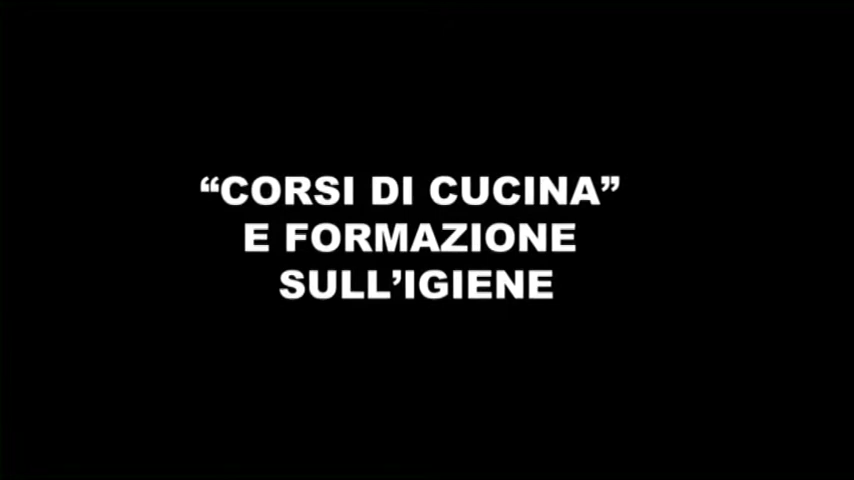 “CORSI DI CUCINA”
E FORMAZIONE
SULL’IGIENE